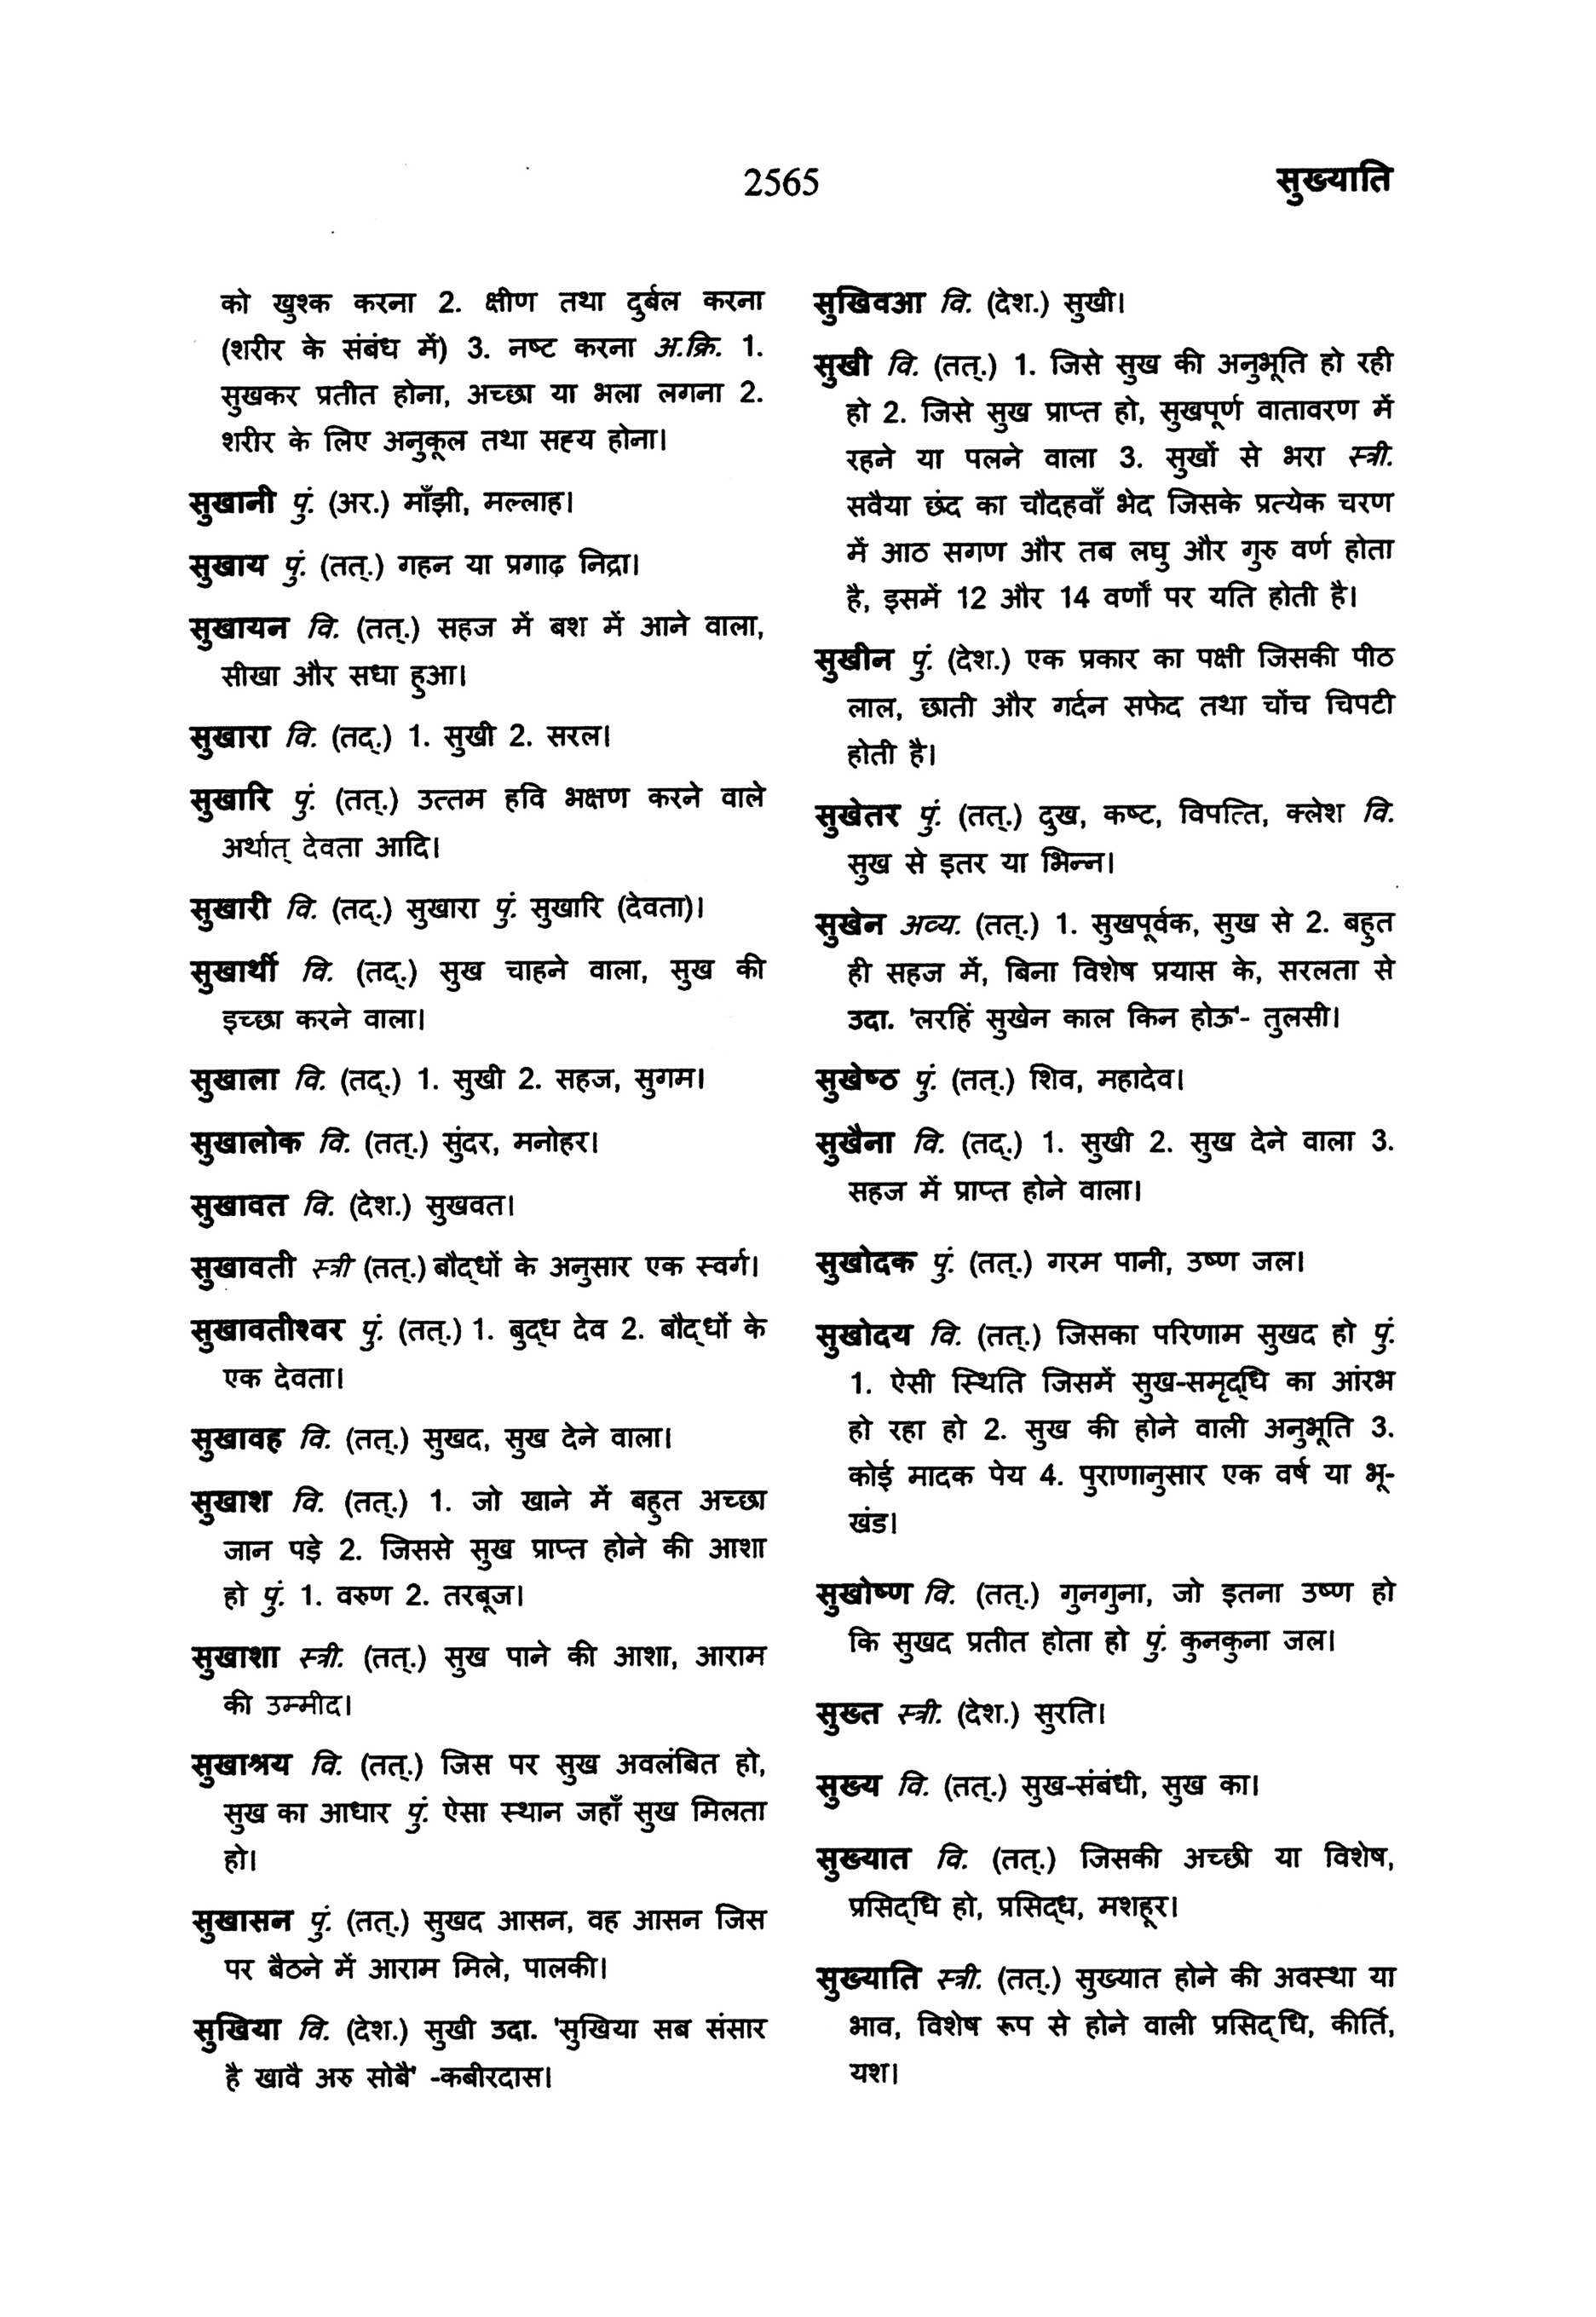 2565
सुख्याति
को खुश्क करना 2. क्षीण तथा दुर्बल करना
(शरीर के संबंध में) 3. नष्ट करना अ.क्रि. 1.
सुखकर प्रतीत होना, अच्छा या भला लगना 2.
शरीर के लिए अनुकूल तथा सह्य होना।
सुखानी पुं. (अर.) माँझी, मल्लाह।
सुखाय पुं. (तत्.) गहन या प्रगाढ़ निद्रा।
सुखायन वि. (तत्.) सहज में बश में आने वाला,
सीखा और सधा हुआ।
सुखारा वि. (तद्.) 1. सुखी 2. सरल।
सुखारि पुं. (तत्.) उत्तम हवि भक्षण करने वाले
अर्थात् देवता आदि।
सुखारी वि. (तद्.) सुखारा पुं. सुखारि (देवता)।
सुखार्थी वि. (तद्.) सुख चाहने वाला, सुख की
इच्छा करने वाला।
सुखाला वि. (तद्.) 1. सुखी 2. सहज, सुगम।
सुखालोक वि. (तत्.) सुंदर, मनोहर।
सुखावत वि. (देश.) सुखवत।
सुखावती स्त्री (तत्.) बौद्धों के अनुसार एक स्वर्ग।
सुखावतीश्वर पुं. (तत्.) 1. बुद्ध देव 2. बौद्धों के
एक देवता।
सुखावह वि. (तत्.) सुखद, सुख देने वाला।
सुखाश वि. (तत्.) 1. जो खाने में बहुत अच्छा
जान पड़े 2. जिससे सुख प्राप्त होने की आशा
हो पुं. 1. वरुण 2. तरबूज।
सुखाशा स्त्री. (तत्.) सुख पाने की आशा, आराम
की उम्मीद।
सुखाश्रय वि. (तत्.) जिस पर सुख अवलंबित हो,
सुख का आधार पुं. ऐसा स्थान जहाँ सुख मिलता
हो।
सुखासन पुं. (तत्.) सुखद आसन, वह आसन जिस
पर बैठने में आराम मिले, पालकी।
सुखिया वि. (देश.) सुखी उदा. 'सुखिया सब संसार
है खावै अरु सोबै' -कबीरदास।
सुखिवआ वि. (देश.) सुखी।
सुखी वि. (तत्.) 1. जिसे सुख की अनुभूति हो रही
हो 2. जिसे सुख प्राप्त हो, सुखपूर्ण वातावरण में
रहने या पलने वाला 3. सुखों से भरा स्त्री.
सवैया छंद का चौदहवाँ भेद जिसके प्रत्येक चरण
में आठ सगण और तब लघु और गुरु वर्ण होता
है, इसमें 12 और 14 वर्णों पर यति होती है।
सुखीन पुं. (देश.) एक प्रकार का पक्षी जिसकी पीठ
लाल, छाती और गर्दन सफेद तथा चोंच चिपटी
होती है।
सुखेतर पुं. (तत्.) दुख, कष्ट, विपत्ति, क्लेश वि.
सुख से इतर या भिन्न।
सुखेन अव्य. (तत्.) 1. सुखपूर्वक, सुख से 2. बहुत
ही सहज में, बिना विशेष प्रयास के, सरलता से
उदा. 'लरहिं सुखेन काल किन होऊ'- तुलसी।
सुखेष्ठ पुं. (तत्.) शिव, महादेव।
सुखैना वि. (तद्.) 1. सुखी 2. सुख देने वाला 3.
सहज में प्राप्त होने वाला।
सुखोदक पुं. (तत्.) गरम पानी, उष्ण जल।
सुखोदय वि. (तत्.) जिसका परिणाम सुखद हो पुं.
1. ऐसी स्थिति जिसमें सुख-समृद्धि का आंरभ
हो रहा हो 2. सुख की होने वाली अनुभूति 3.
कोई मादक पेय 4. पुराणानुसार एक वर्ष या भू-
खंड।
सुखोष्ण वि. (तत्.) गुनगुना, जो इतना उष्ण हो
कि सुखद प्रतीत होता हो पुं. कुनकुना जल।
सुख्त स्त्री. (देश.) सुरति।
सुख्य वि. (तत्.) सुख-संबंधी, सुख का।
सुख्यात वि. (तत्.) जिसकी अच्छी या विशेष,
प्रसिद्धि हो, प्रसिद्ध, मशहूर।
सुख्याति स्त्री. (तत्.) सुख्यात होने की अवस्था या
भाव, विशेष रूप से होने वाली प्रसिद्धि, कीर्ति,
यश।